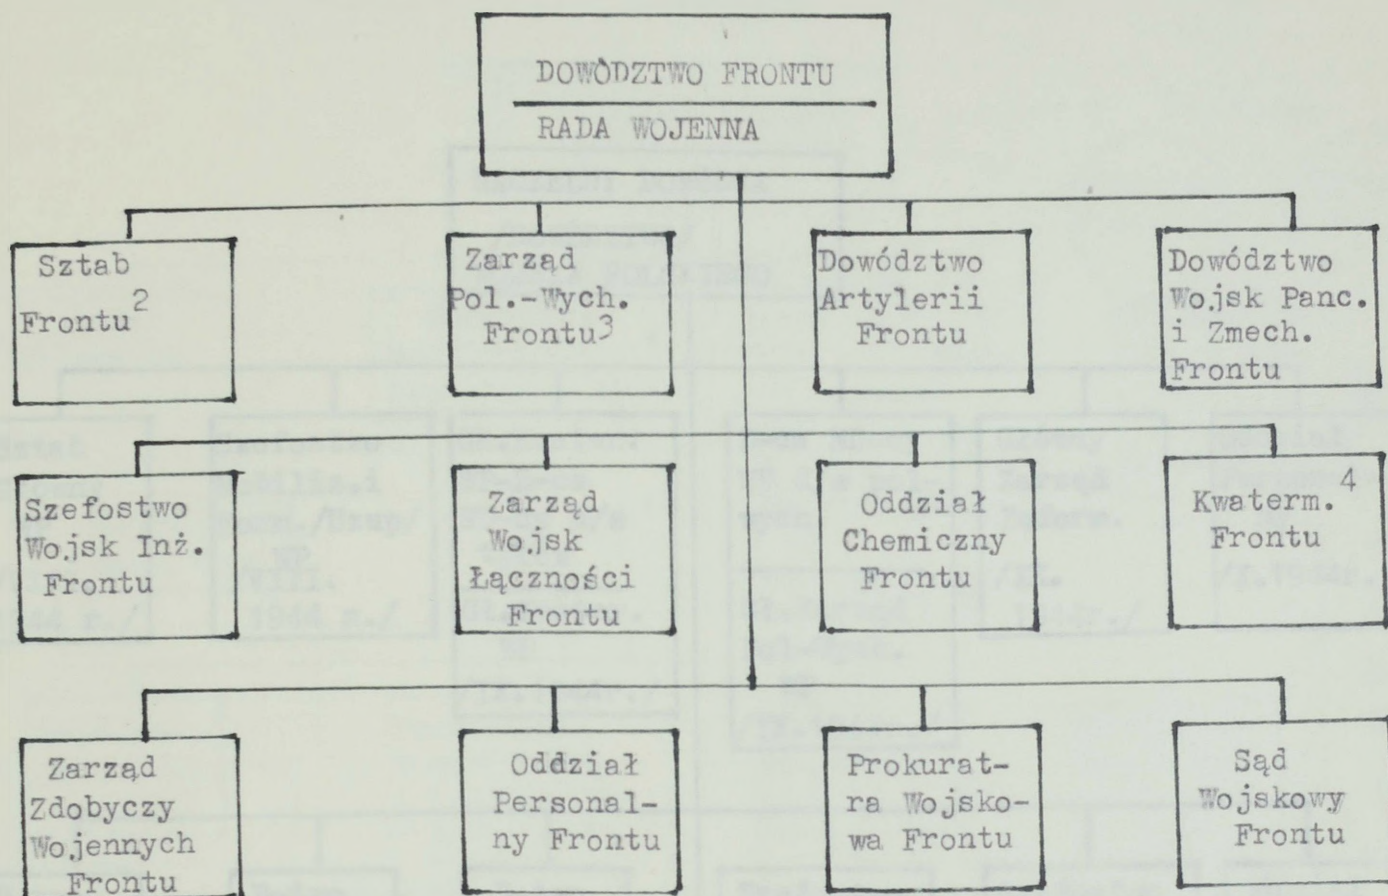 DOWÓDZTWO FRONTU
RADA WOJENNA
Sztab
Frontu2
Zarząd
Pol.-Wych.
Frontu3
Dowództwo
Artylerii
Frontu
Dowództwo
Wojsk Panc.
i Zmech.
Frontu
Szefostwo
Wojsk Inż.
Frontu
Zarząd
Wojsk
Łączności
Frontu
Oddział
Chemiczny
Frontu
Kwaterm. 4
Frontu
Zarząd
Zdobyczy
Wojennych
Frontu
Oddział
Personal-
ny Frontu
Prokurat-
ra Wojsko-
wa Frontu
Sąd
Wojskowy
Frontu